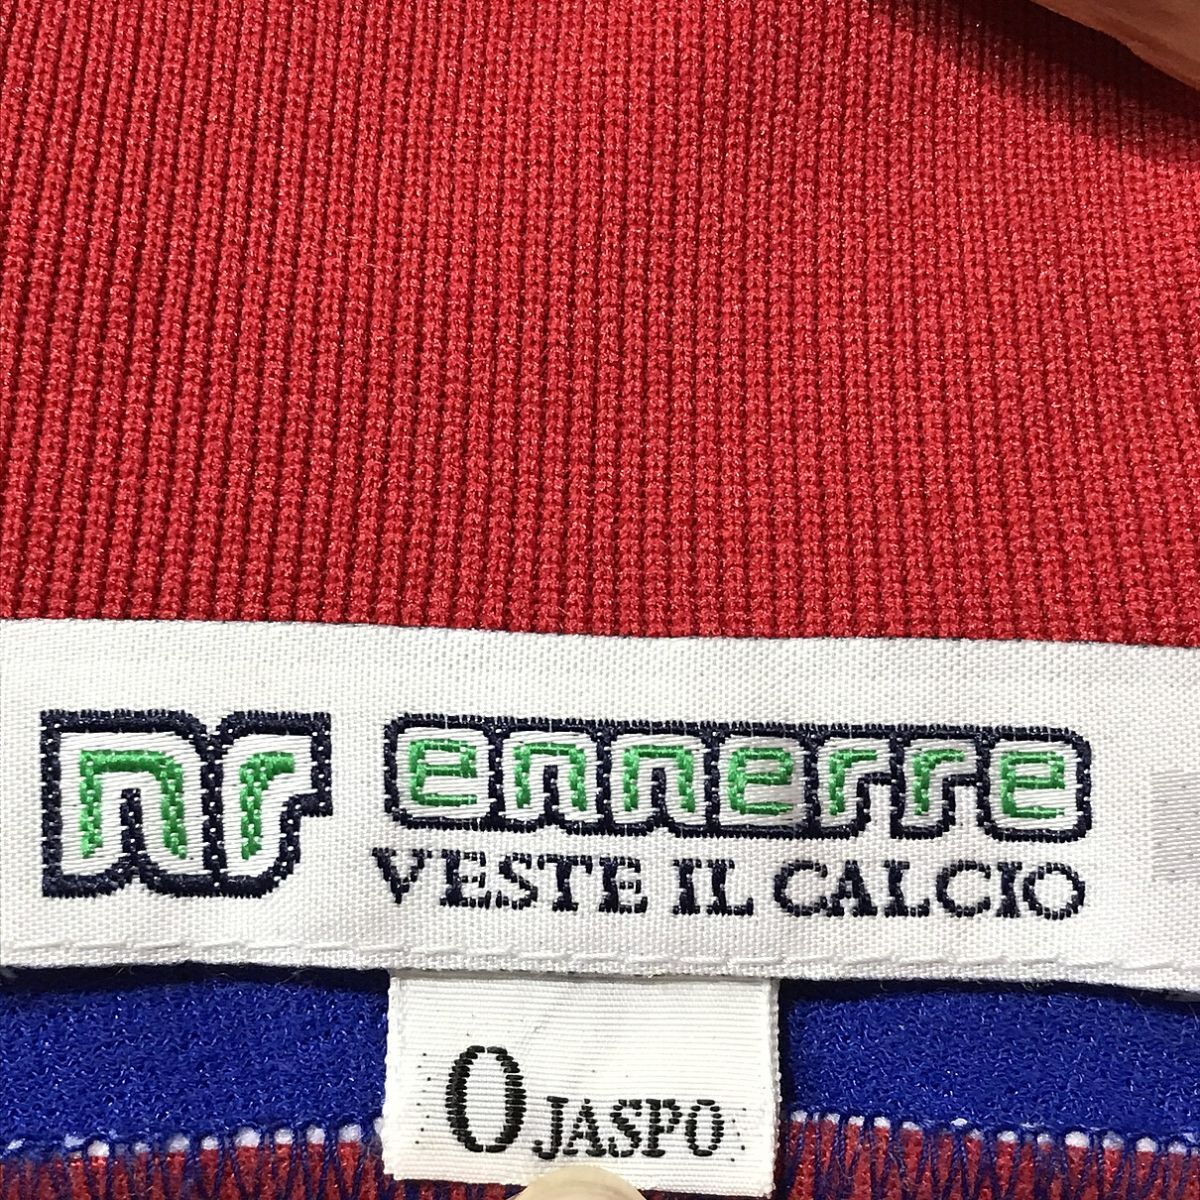 nr ennerre
VESTE IL CALCIO
O JASPO